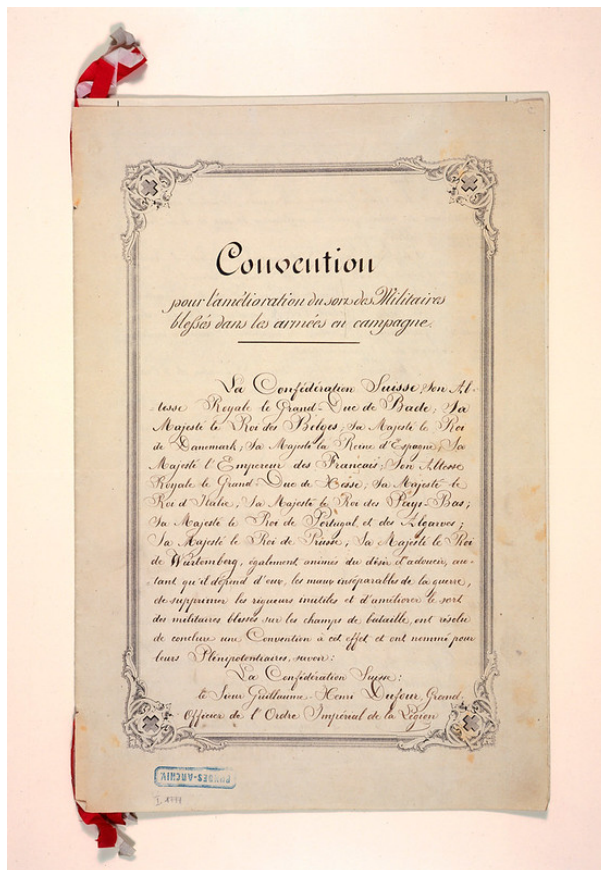 Convention
pour l'amélioration du sort des Militaires
blessés dans les armées en campagne.
La Confédération Suisse; Son Al-
tesse Royale le Grand-Duc de Bade; Sa
Majesté le Roi des Belges; Sa Majesté le Roi
de Danemark; Sa Majesté la Reine d'Espagne; Sa
Majesté l'Empereur des Français; Son Altesse
Royale le Grand-Duc de Hesse; Sa Majesté le
Roi d'Italie; Sa Majesté le Roi des Pays-Bas;
Sa Majesté le Roi de Portugal et des Algarves;
Sa Majesté le Roi de Prusse; Sa Majesté le Roi
de Würtemberg, également animés du désir d'adoucir, au-
tant qu'il dépend d'eux, les maux inséparables de la guerre,
de supprimer les rigueurs inutiles et d'améliorer le sort
des militaires blessés sur les champs de bataille, ont résolu
de conclure une Convention à cet effet et ont nommé pour
leurs Plénipotentiaires, savoir:
La Confédération Suisse:
le Sieur Guillaume-Henri Dufour, Grand
Officier de l'Ordre Impérial de la Légion
BUNDES-ARCHIV